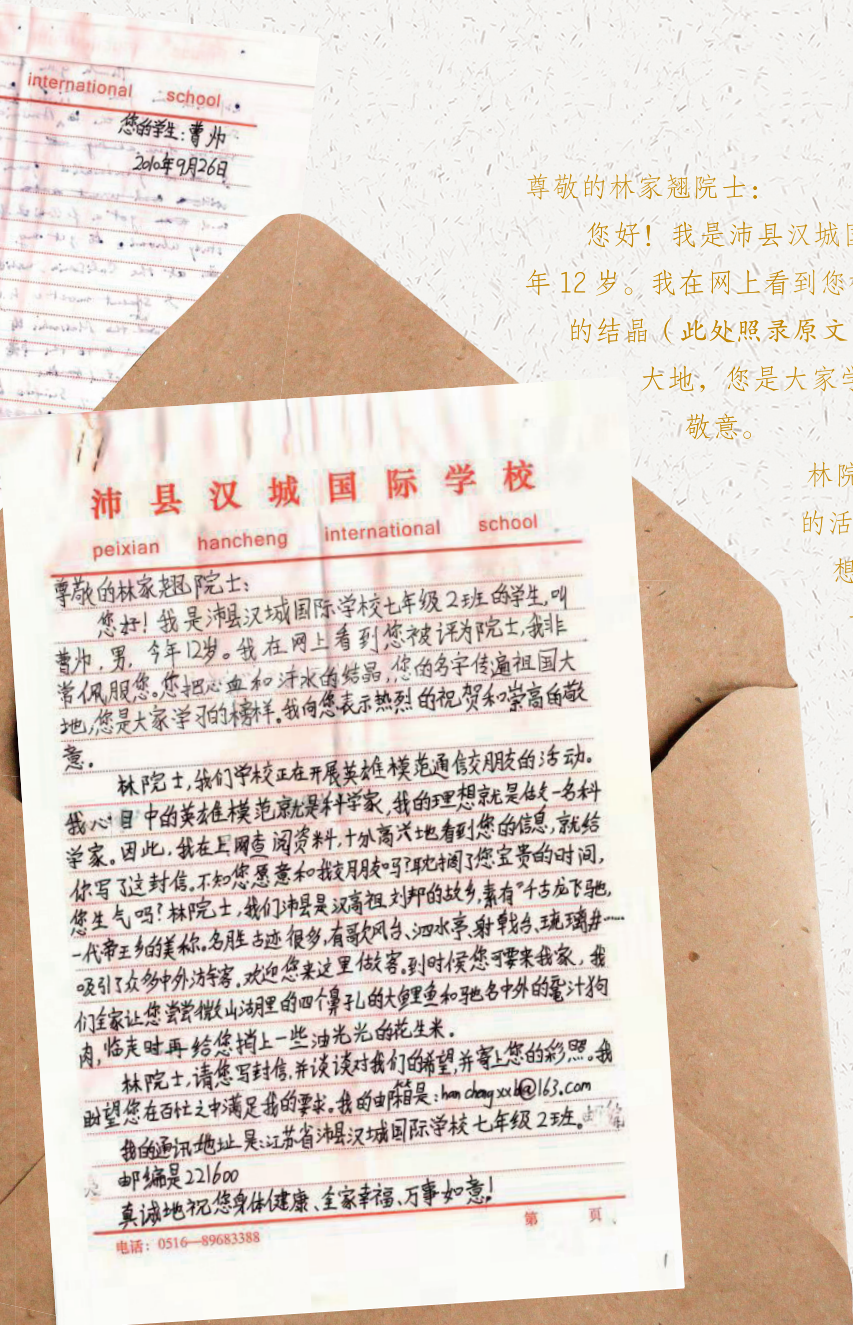 international school
您的学生:曹帅
2010年9月26日
尊敬的林家翘院士:
您好!我是沛县汉城国
年12岁。我在网上看到您被
的结晶(此处照录原文
大地,您是大家学
敬意。
林院
的活
想
沛县汉城国际学校
peixian hancheng international school
尊敬的林家翘院士:
您好!我是沛县汉城国际学校七年级2班的学生,叫
曹帅,男,今年12岁。我在网上看到您被评为院士,我非
常佩服您。您把心血和汗水的结晶,您的名字传遍祖国大
地,您是大家学习的榜样。我向您表示热烈的祝贺和崇高的敬
意。
林院士,我们学校正在开展英雄模范通信交朋友的活动。
我心目中的英雄模范就是科学家,我的理想就是做一名科
学家。因此,我在上网查阅资料,十分高兴地看到您的信息,就给
你写了这封信。不知您愿意和我交朋友吗?耽搁了您宝贵的时间,
您生气吗?林院士,我们沛县是汉高祖刘邦的故乡,素有“千古龙飞地,
一代帝王乡的美称。名胜古迹很多,有歌风台、泗水亭、射戟台、琉璃井……
吸引了众多中外游客。欢迎您来这里做客。到时候您可要来我家,我
们全家让您尝尝微山湖里的四个鼻孔的大鲤鱼和驰名中外的鼋汁狗
肉,临走时再给您捎上一些油光光的花生米。
林院士,请您写封信,并谈谈对我们的希望,并寄上您的彩照。我
盼望您在百忙之中满足我的要求。我的邮箱是:hanchengxxb@163.com
我的通讯地址是:江苏省沛县汉城国际学校七年级2班。
邮编是221600
真诚地祝您身体健康、全家幸福、万事如意!
电话:0516—89683388
第 页
1